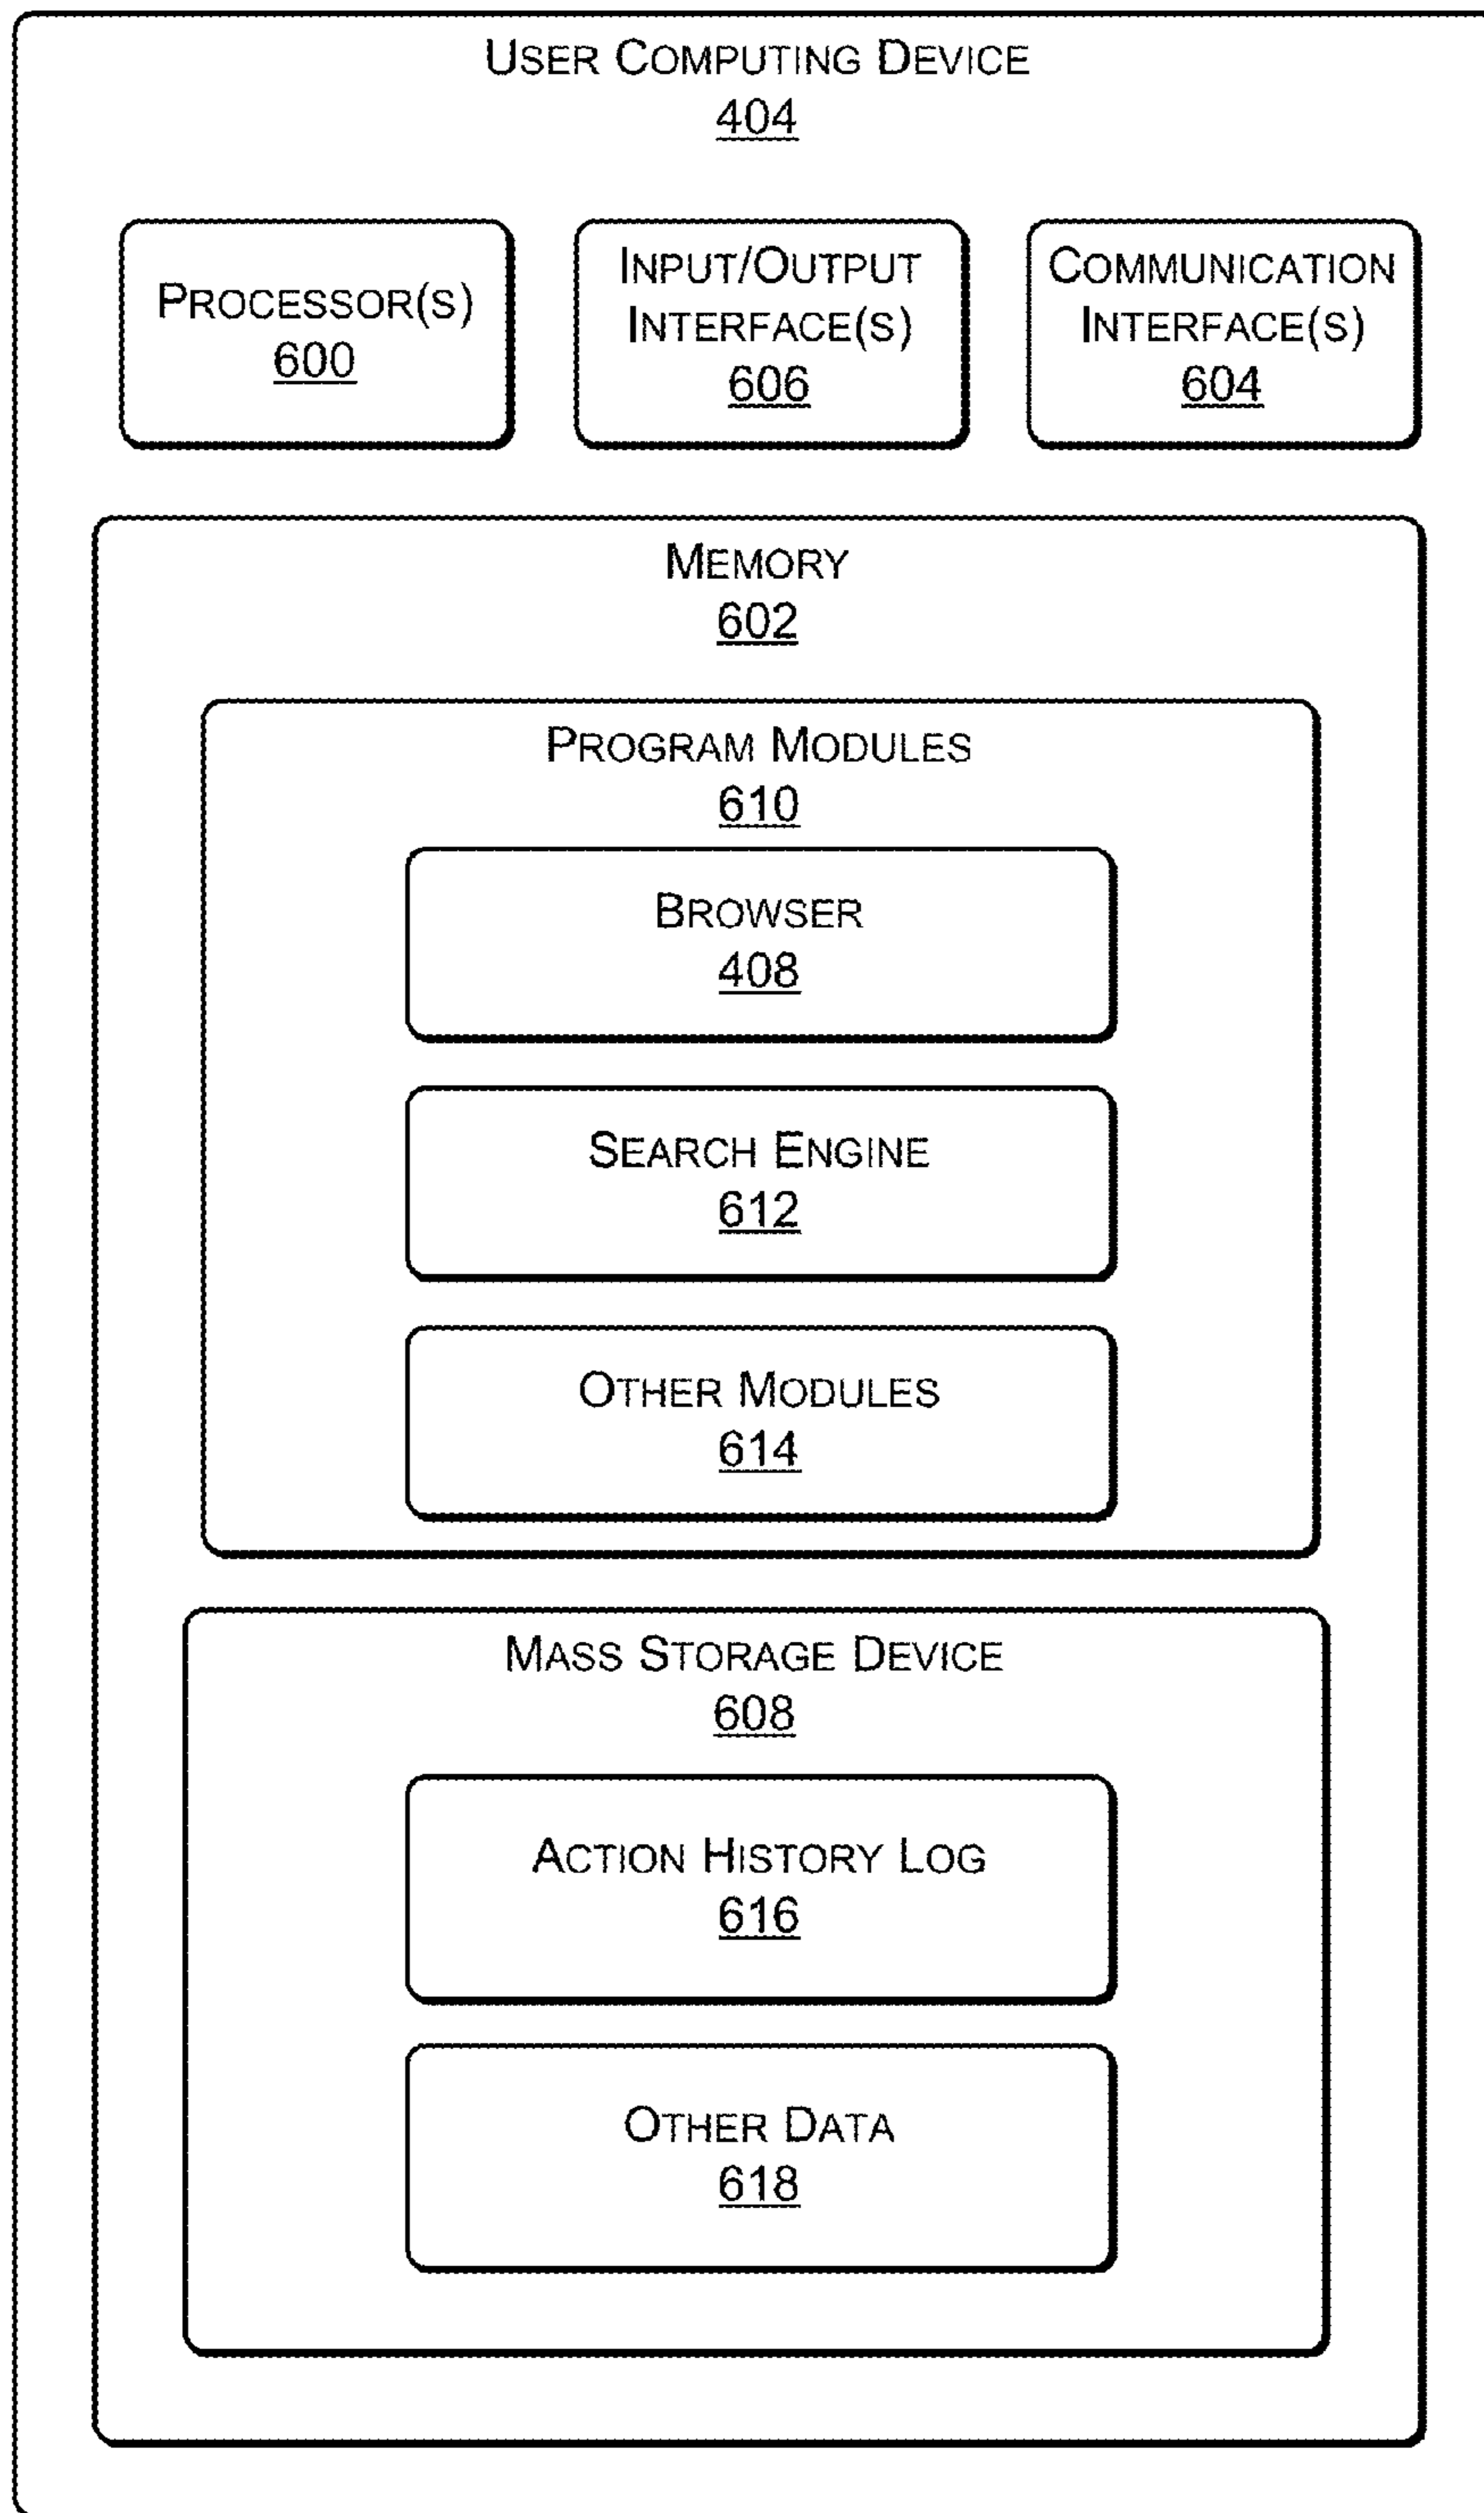 USER COMPUTING DEVICE
404
PROCESSOR(S)
600
INPUT/OUTPUT
INTERFACE(S)
606
COMMUNICATION
INTERFACE(S)
604
MEMORY
602
PROGRAM MODULES
610
BROWSER
408
SEARCH ENGINE
612
OTHER MODULES
614
MASS STORAGE DEVICE
608
ACTION HISTORY LOG
616
OTHER DATA
618